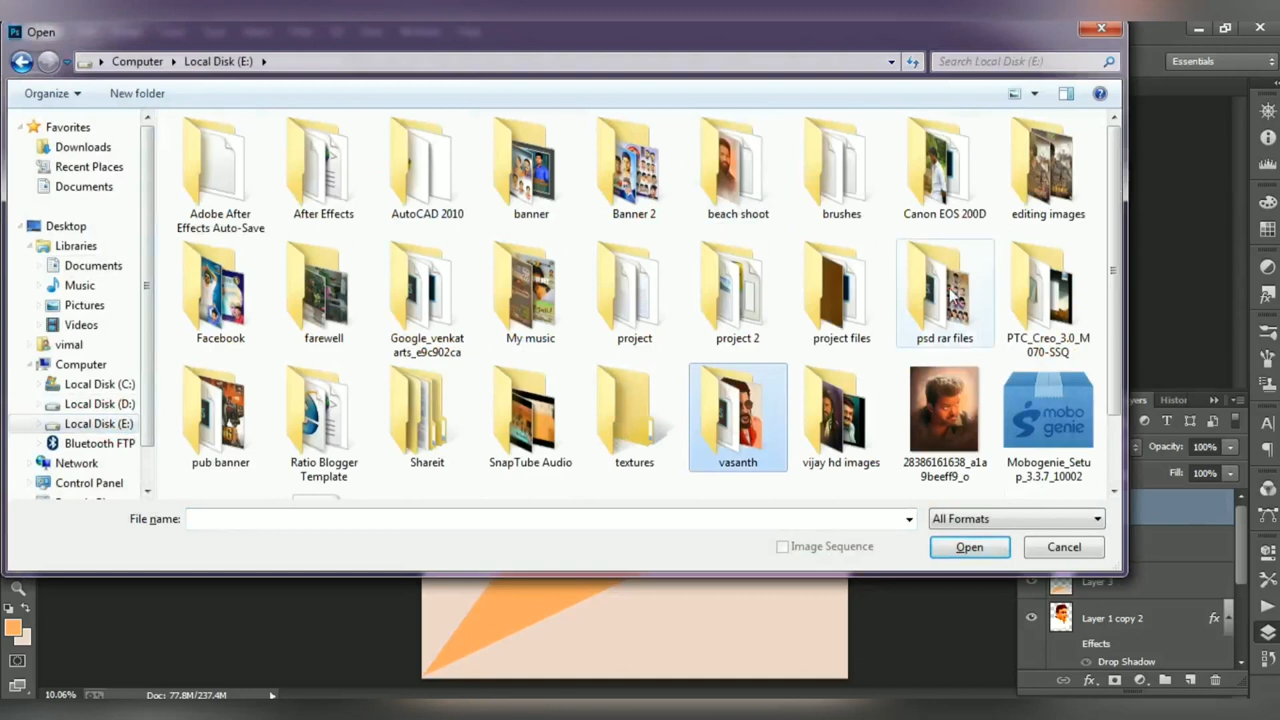 Open
Computer
Local Disk (E:)
Search Local Disk (E:)
Essentials
Organize
New folder
Favorites
Downloads
Recent Places
Documents
Desktop
Libraries
Documents
Music
Pictures
Videos
vimal
Computer
Local Disk (C:)
Local Disk (D:)
Local Disk (E:)
Bluetooth FTP
Network
Control Panel
Adobe After
Effects Auto-Save
After Effects
AutoCAD 2010
banner
Banner 2
beach shoot
brushes
Canon EOS 200D
editing images
Facebook
farewell
Google_venkat
arts_e9c902ca
My music
project
project 2
project files
psd rar files
PTC_Creo_3.0_M
070-SSQ
pub banner
Ratio Blogger
Template
Shareit
SnapTube Audio
textures
vasanth
vijay hd images
28386161638_a1a
9beeff9_o
mobo
genie
Mobogenie_Setu
p_3.3.7_10002
File name:
All Formats
Image Sequence
Open
Cancel
yers
Histor
Opacity: 100%
Fill: 100%
Layer 3
Layer 1 copy 2
fx
Effects
Drop Shadow
10.06%
Doc: 77.8M/237.4M